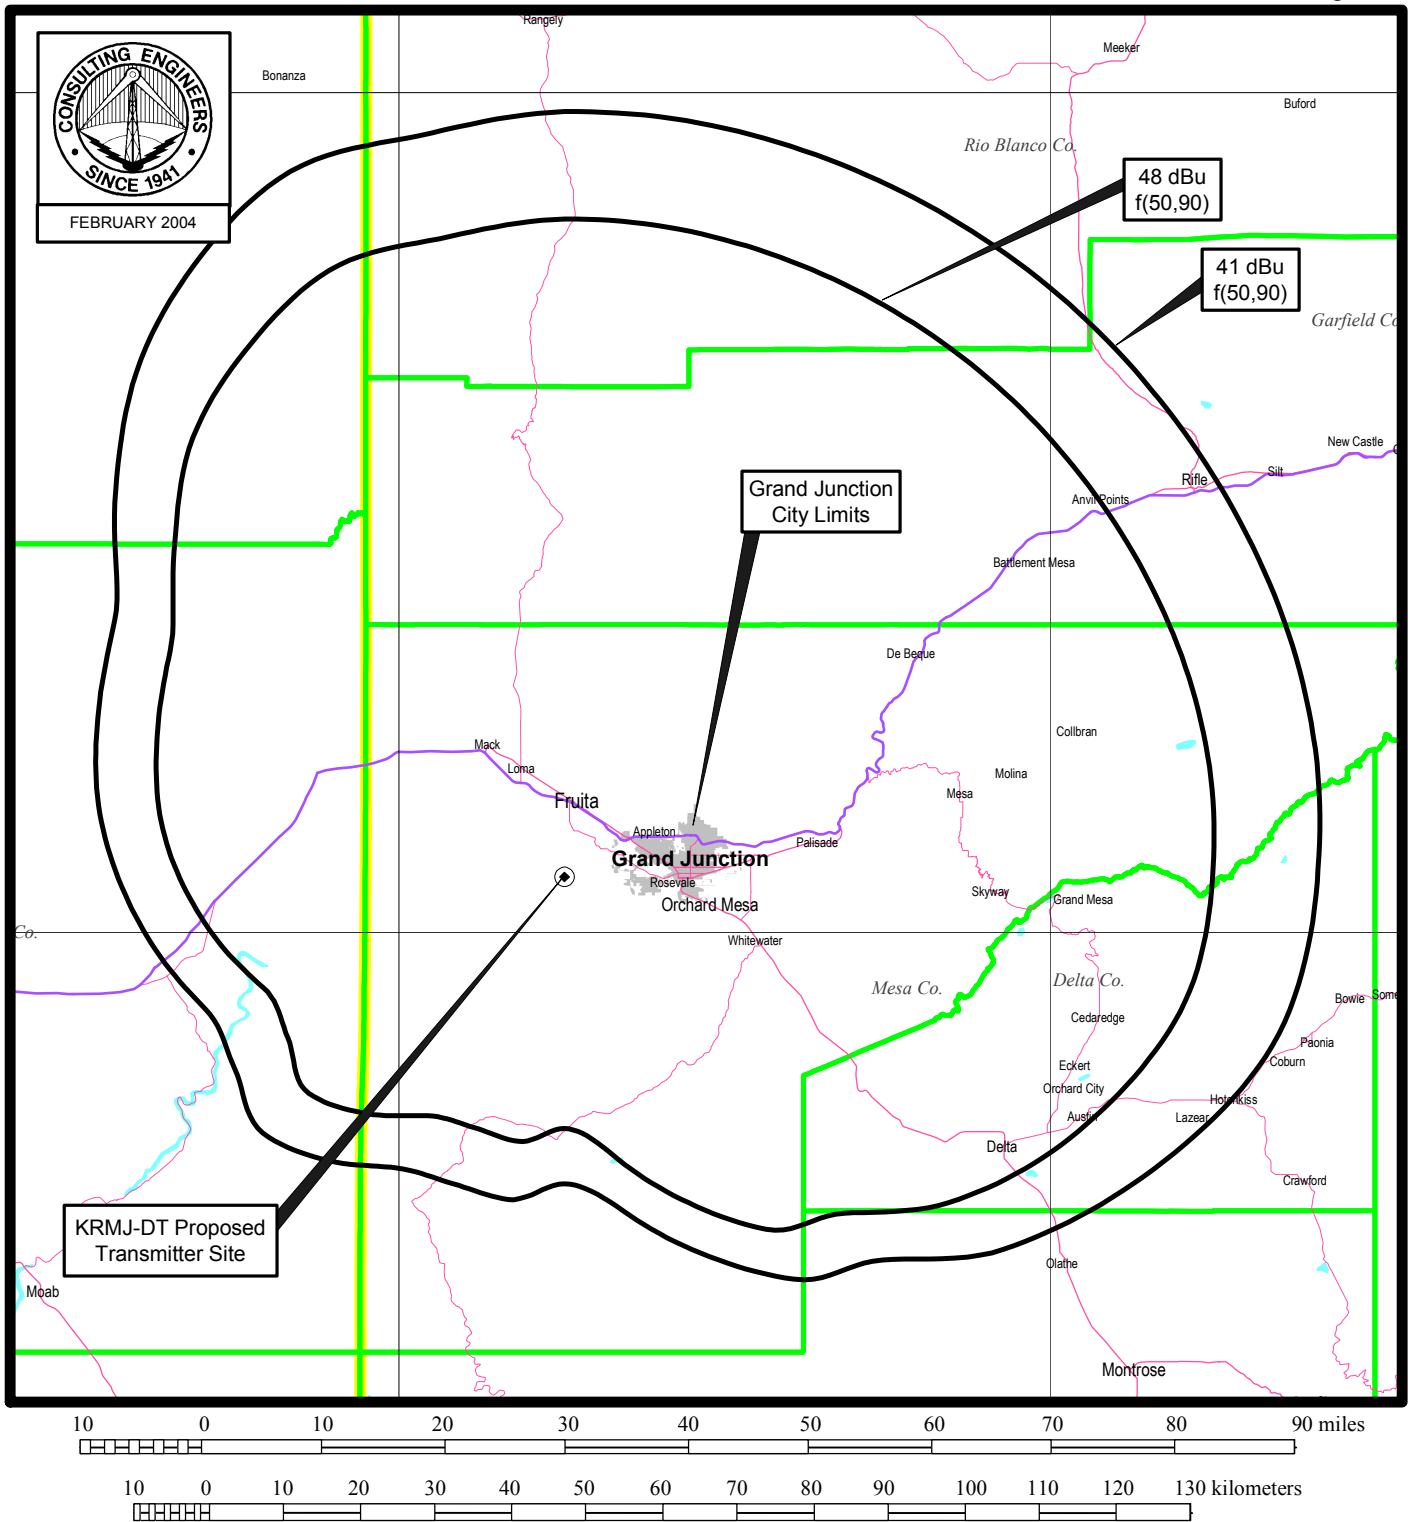 Rangely
Meeker
CONSULTING ENGINEERS
• SINCE 1941 •
FEBRUARY 2004
Bonanza
Buford
Rio Blanco Co.
48 dBu
f(50,90)
41 dBu
f(50,90)
Garfield Co
New Castle
Silt
Rifle
Anvil Points
Grand Junction
City Limits
Battlement Mesa
De Beque
Collbran
Mack
Loma
Molina
Mesa
Fruita
Appleton
Palisade
Grand Junction
Rosevale
Orchard Mesa
Skyway
Grand Mesa
Co.
Whitewater
Mesa Co.
Delta Co.
Bowie
Some
Cedaredge
Paonia
Coburn
Eckert
Orchard City
Hotchkiss
Austin
Lazear
Delta
Crawford
KRMJ-DT Proposed
Transmitter Site
Olathe
Moab
Montrose
10 0 10 20 30 40 50 60 70 80 90 miles
10 0 10 20 30 40 50 60 70 80 90 100 110 120 130 kilometers